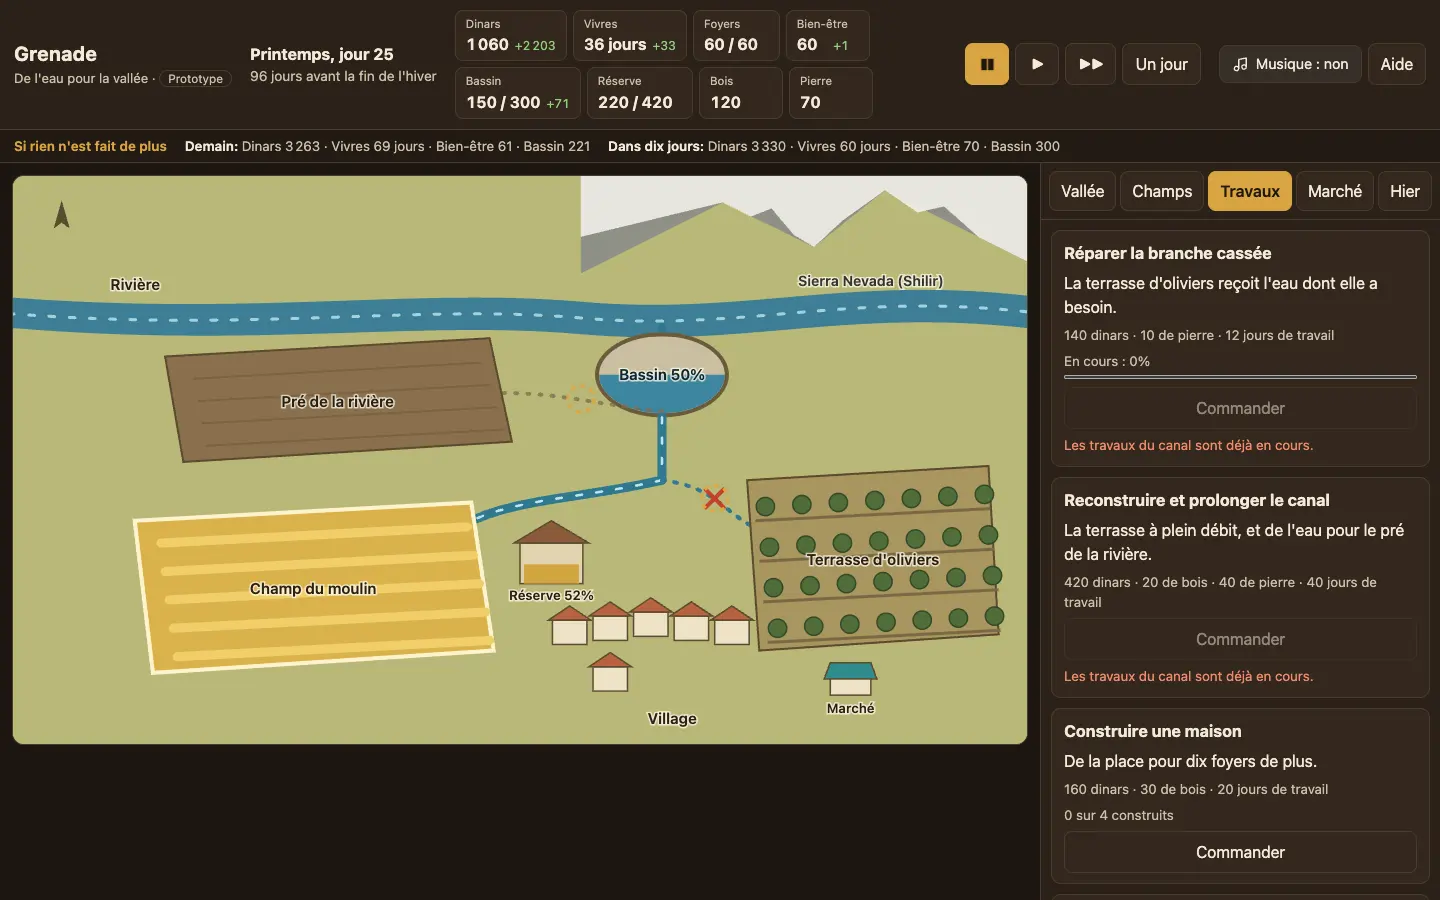 Grenade
De l'eau pour la vallée · Prototype
Printemps, jour 25
96 jours avant la fin de l'hiver
Dinars
1 060 +2 203
Vivres
36 jours +33
Foyers
60 / 60
Bien-être
60 +1
Bassin
150 / 300 +71
Réserve
220 / 420
Bois
120
Pierre
70
Un jour
Musique : non
Aide
Si rien n'est fait de plus Demain: Dinars 3 263 · Vivres 69 jours · Bien-être 61 · Bassin 221 Dans dix jours: Dinars 3 330 · Vivres 60 jours · Bien-être 70 · Bassin 300
Rivière
Sierra Nevada (Shilir)
Bassin 50%
Pré de la rivière
Terrasse d'oliviers
Champ du moulin
Réserve 52%
Marché
Village
Vallée
Champs
Travaux
Marché
Hier
Réparer la branche cassée
La terrasse d'oliviers reçoit l'eau dont elle a
besoin.
140 dinars · 10 de pierre · 12 jours de travail
En cours : 0%
Commander
Les travaux du canal sont déjà en cours.
Reconstruire et prolonger le canal
La terrasse à plein débit, et de l'eau pour le pré
de la rivière.
420 dinars · 20 de bois · 40 de pierre · 40 jours de
travail
Commander
Les travaux du canal sont déjà en cours.
Construire une maison
De la place pour dix foyers de plus.
160 dinars · 30 de bois · 20 jours de travail
0 sur 4 construits
Commander